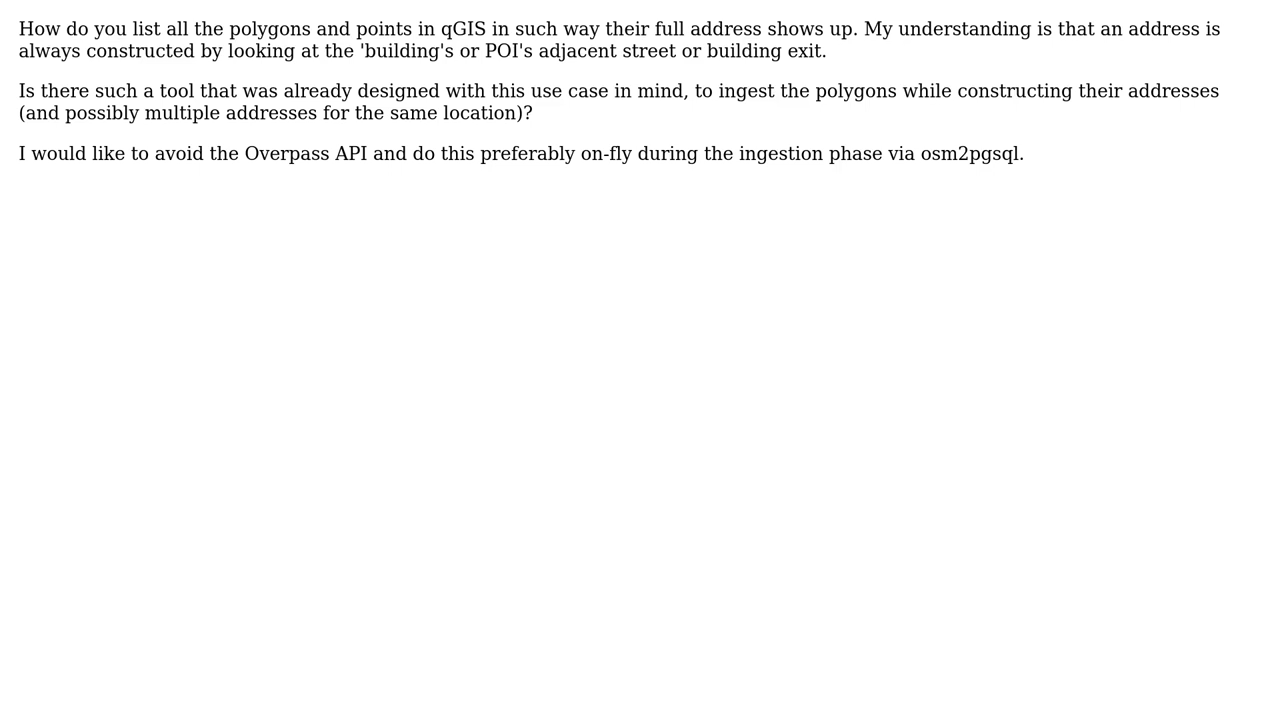 How do you list all the polygons and points in qGIS in such way their full address shows up. My understanding is that an address is
always constructed by looking at the 'building's or POI's adjacent street or building exit.
Is there such a tool that was already designed with this use case in mind, to ingest the polygons while constructing their addresses
(and possibly multiple addresses for the same location)?
I would like to avoid the Overpass API and do this preferably on-fly during the ingestion phase via osm2pgsql.